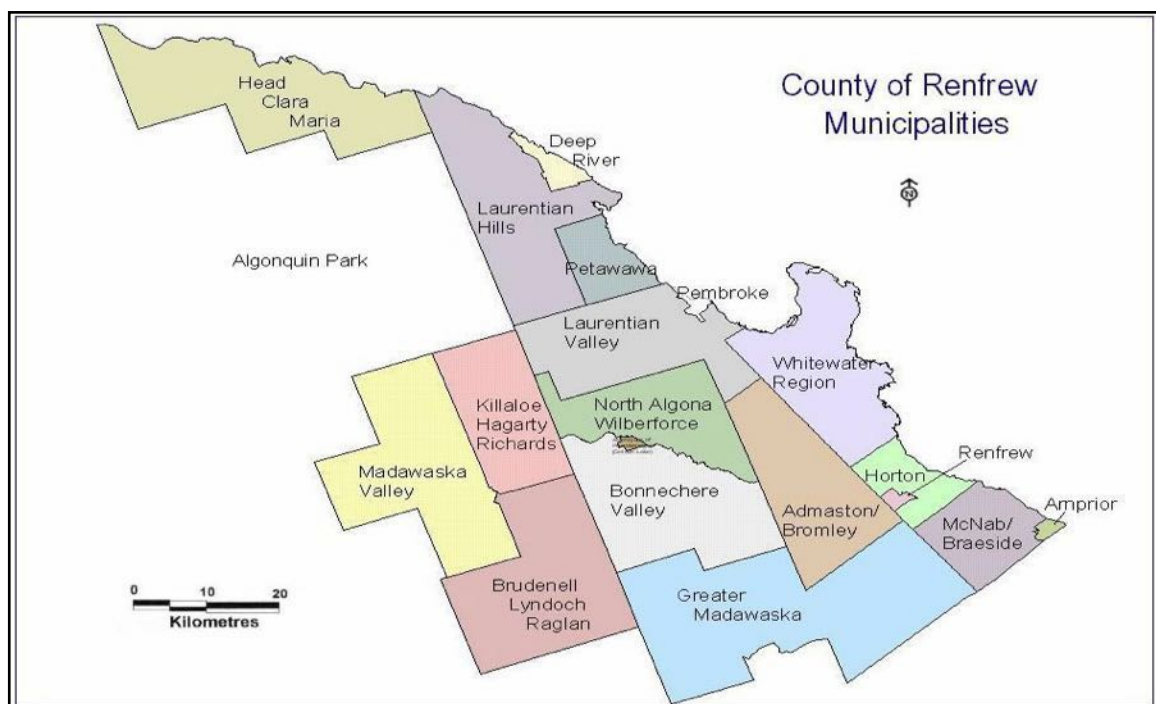 County of Renfrew
Municipalities
Head
Clara
Maria
Deep
River
Laurentian
Hills
Algonquin Park
Petawawa
Pembroke
Laurentian
Valley
Whitewater
Region
Killaloe
Hagarty
Richards
North Algona
Wilberforce
Madawaska
Valley
Bonnechere
Valley
Horton
Renfrew
Admaston/
Bromley
McNab/
Braeside
Arnprior
Brudenell
Lyndoch
Raglan
Greater
Madawaska
0 10 20
Kilometres